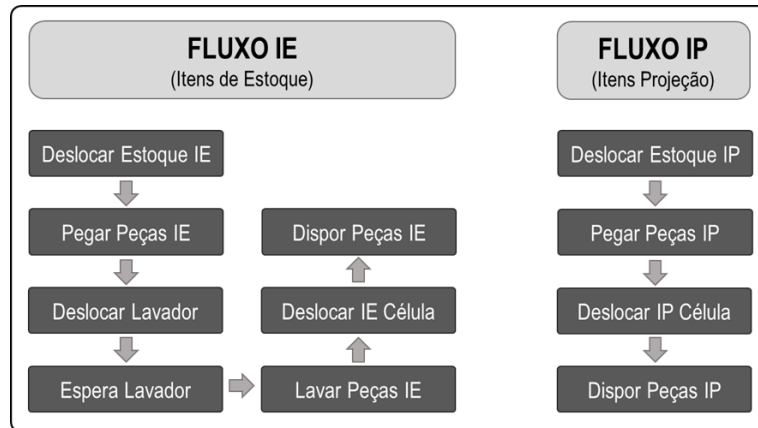 FLUXO IE
(Itens de Estoque)
Deslocar Estoque IE
Pegar Peças IE
Deslocar Lavador
Espera Lavador
Lavar Peças IE
Deslocar IE Célula
Dispor Peças IE
FLUXO IP
(Itens Projeção)
Deslocar Estoque IP
Pegar Peças IP
Deslocar IP Célula
Dispor Peças IP